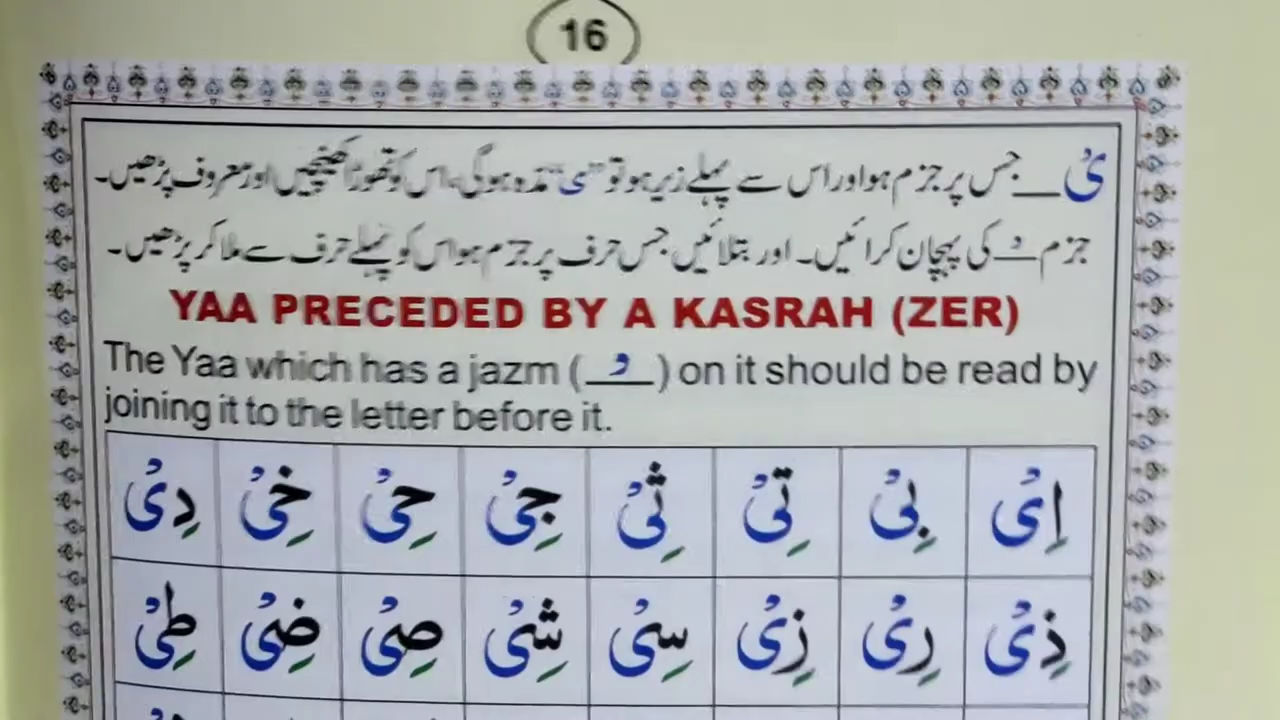 16
یْ ـــ جس پر جزم ہو اور اس سے پہلے زیر ہو تو "ی" مدہ ہوگی، اس کو تھوڑا کھینچیں اور معروف پڑھیں۔
جزم ـْـ کی پہچان کرائیں۔ اور بتلائیں جس حرف پر جزم ہو اس کو پہلے حرف سے ملا کر پڑھیں۔
YAA PRECEDED BY A KASRAH (ZER)
The Yaa which has a jazm ( ـْـ ) on it should be read by
joining it to the letter before it.
اِیْ بِیْ تِیْ ثِیْ جِیْ حِیْ خِیْ دِیْ
ذِیْ رِیْ زِیْ سِیْ شِیْ صِیْ ضِیْ طِیْ